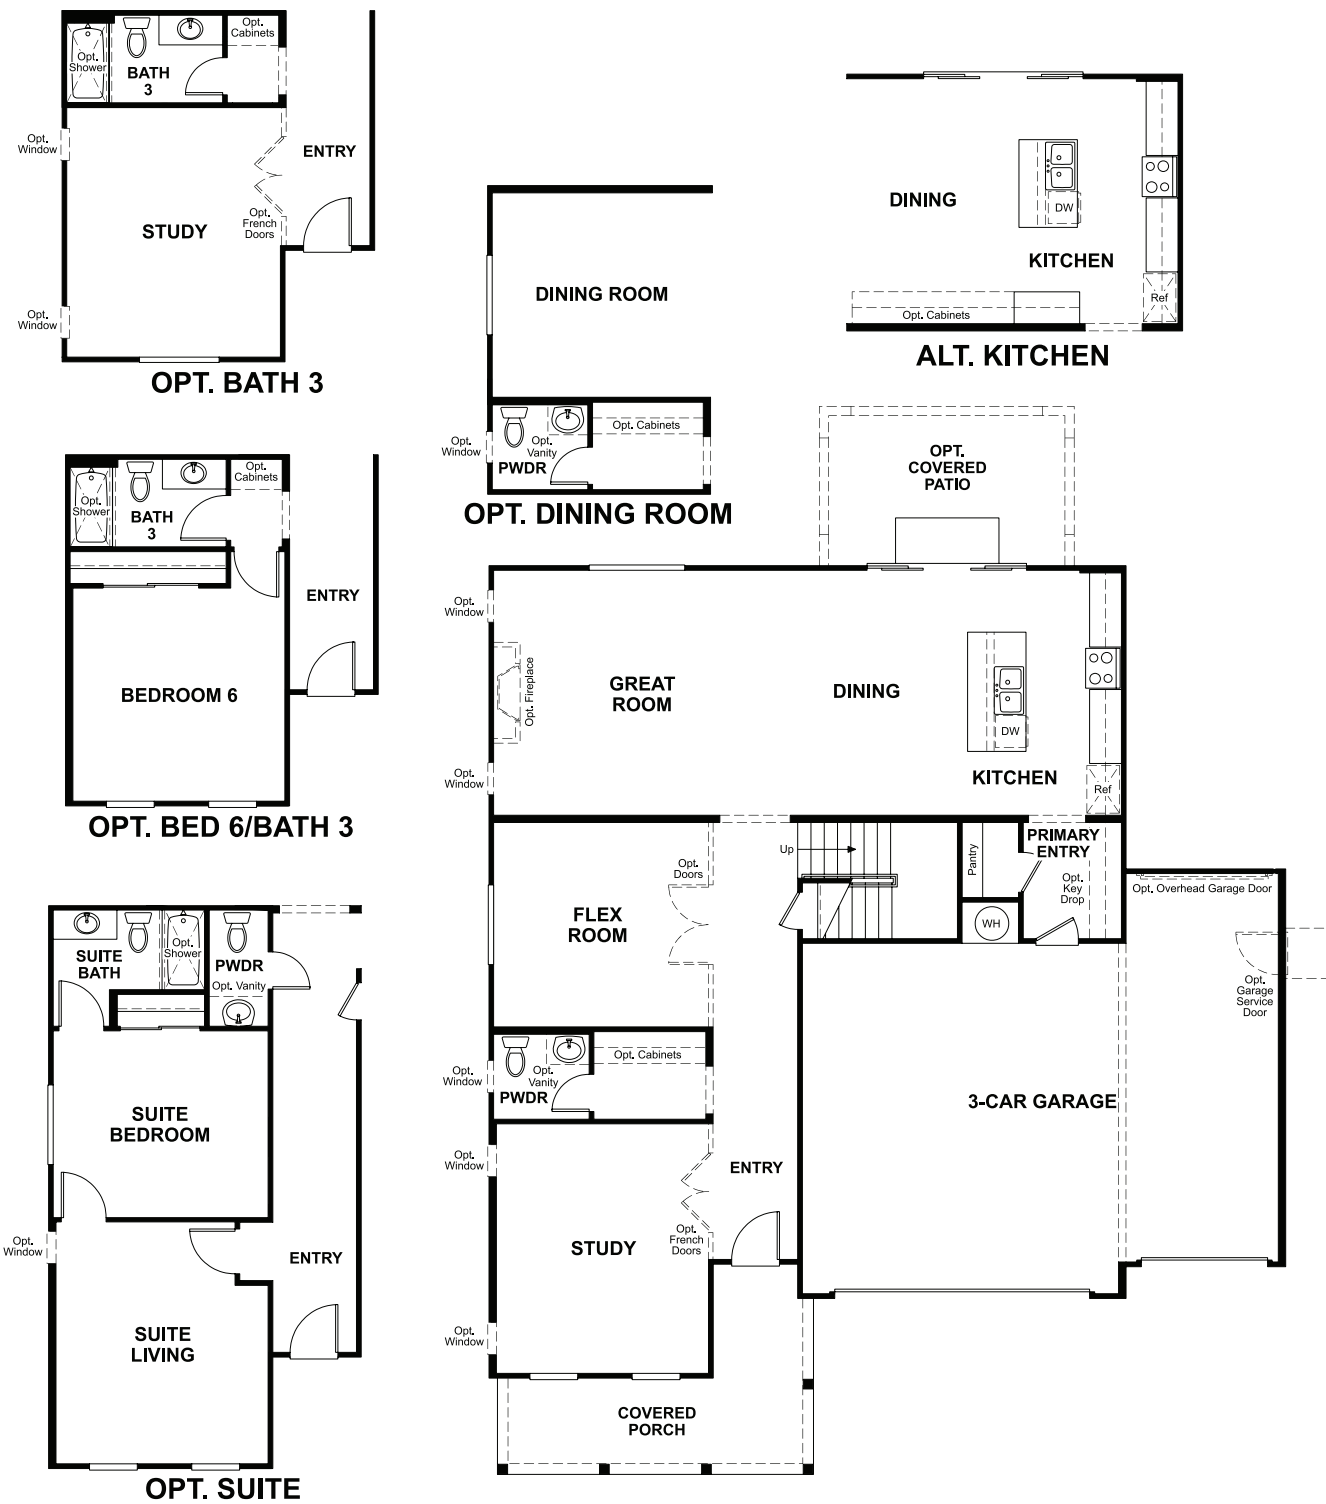 Opt.
Cabinets
Opt.
Shower
BATH
3
Opt.
Window
ENTRY
STUDY
Opt.
French
Doors
Opt.
Window
OPT. BATH 3
DINING ROOM
Opt. Cabinets
Opt.
Window
Opt.
Vanity
PWDR
OPT. DINING ROOM
DINING
DW
KITCHEN
Ref
Opt. Cabinets
ALT. KITCHEN
Opt.
Cabinets
Opt.
Shower
BATH
3
ENTRY
BEDROOM 6
OPT. BED 6/BATH 3
OPT.
COVERED
PATIO
Opt.
Window
Opt. Fireplace
GREAT
ROOM
DINING
DW
KITCHEN
Ref
Opt.
Window
Opt.
Doors
Up
Pantry
PRIMARY
ENTRY
Opt.
Key
Drop
WH
Opt. Overhead Garage Door
FLEX
ROOM
Opt.
Garage
Service
Door
Opt. Cabinets
Opt.
Window
Opt.
Vanity
PWDR
3-CAR GARAGE
Opt.
Window
ENTRY
Opt.
French
Doors
STUDY
Opt.
Window
COVERED
PORCH
SUITE
BATH
Opt.
Shower
PWDR
Opt. Vanity
SUITE
BEDROOM
Opt.
Window
ENTRY
SUITE
LIVING
OPT. SUITE